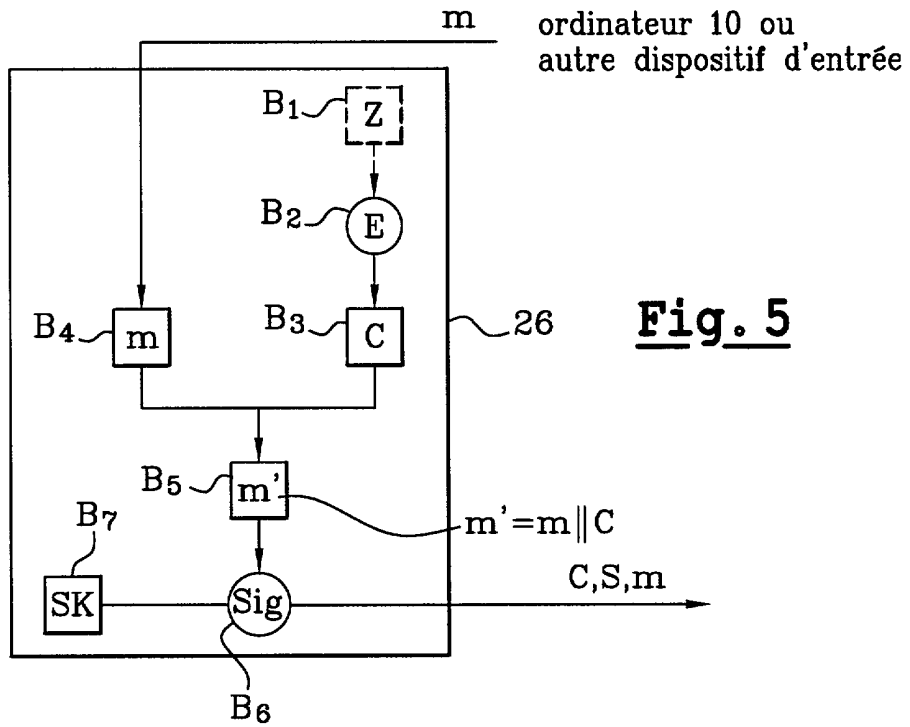 m
ordinateur 10 ou
autre dispositif d'entrée
B1
Z
B2
E
B3
C
B4
m
26
Fig. 5
B5
m'
m'=m||C
B7
SK
Sig
B6
C,S,m